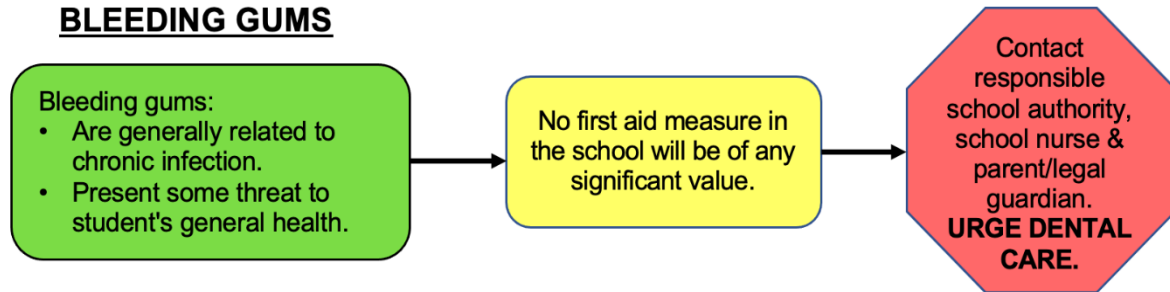 BLEEDING GUMS
Bleeding gums:
• Are generally related to
chronic infection.
• Present some threat to
student's general health.
No first aid measure in
the school will be of any
significant value.
Contact
responsible
school authority,
school nurse &
parent/legal
guardian.
URGE DENTAL
CARE.